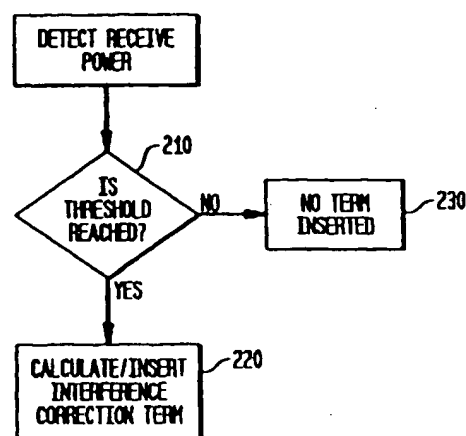 DETECT RECEIVE
POWER
210
IS
THRESHOLD
REACHED?
NO
NO TERM
INSERTED
230
YES
220
CALCULATE/INSERT
INTERFERENCE
CORRECTION TERM